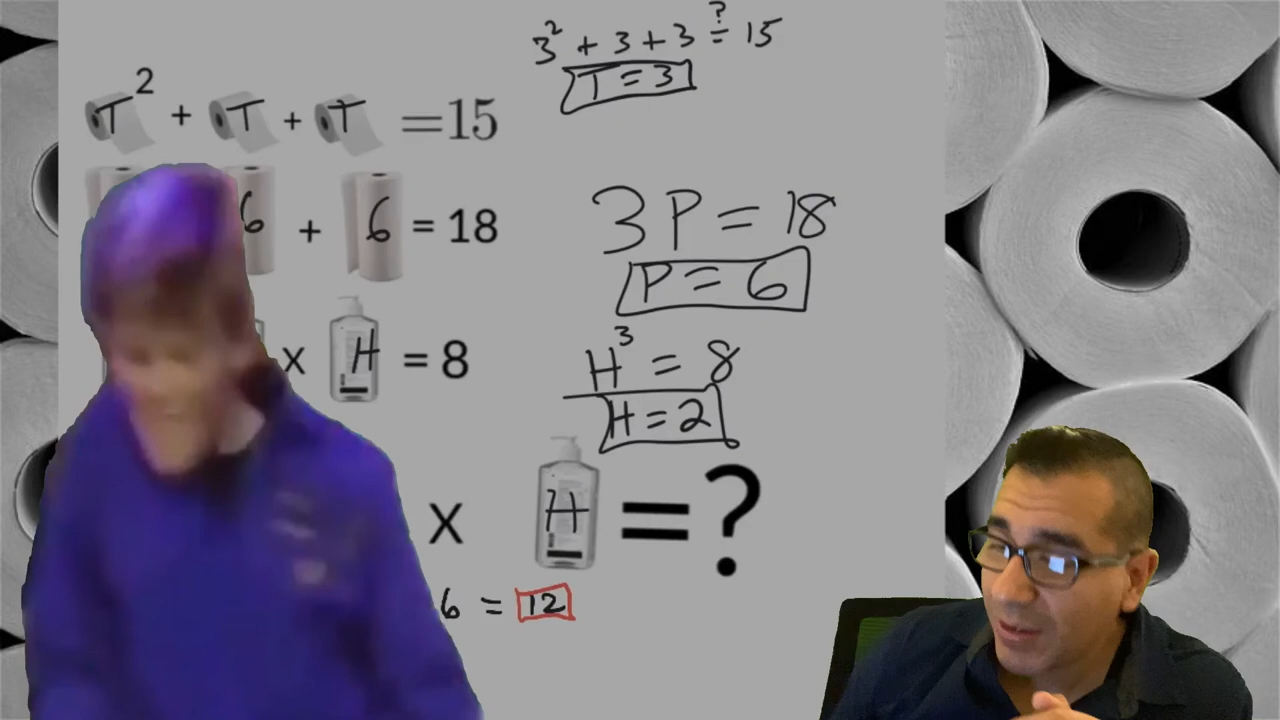 3² + 3 + 3 ≟ 15
T = 3
T² + T + T = 15
6 + 6 = 18
3P = 18
P = 6
x H = 8
H³ = 8
H = 2
x H = ?
6 = 12